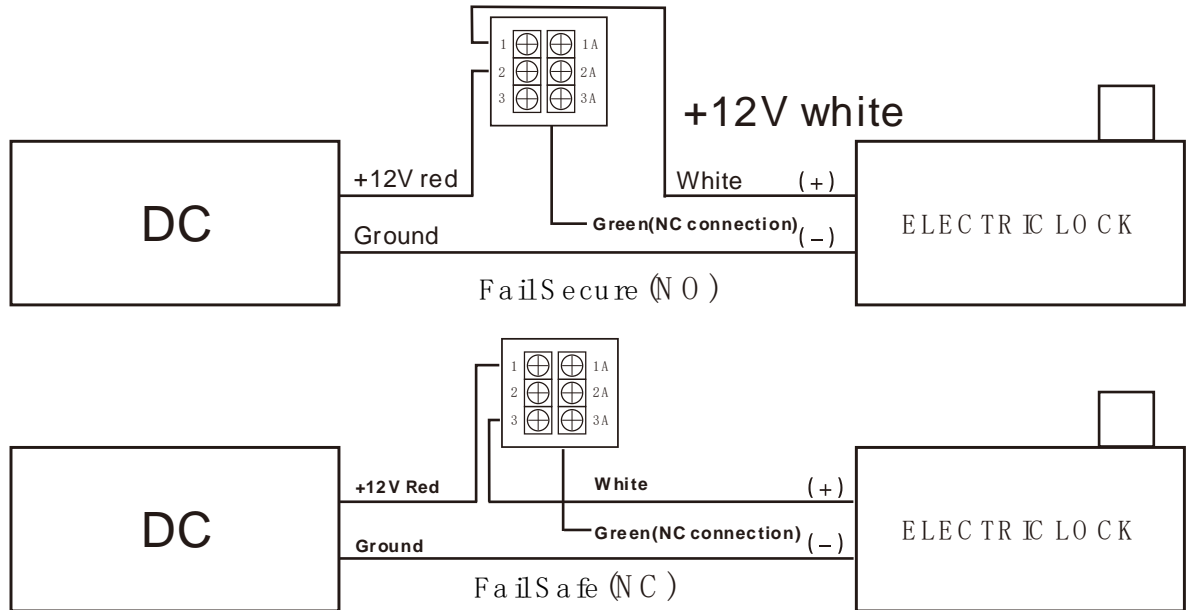 1 1A
2 2A
3 3A
+12V white
+12V red
White (+)
DC
Green(NC connection) (−)
ELECTRIC LOCK
Ground
FailSecure (NO)
1 1A
2 2A
3 3A
+12V Red
White (+)
DC
Green(NC connection) (−)
ELECTRIC LOCK
Ground
FailSafe (NC)